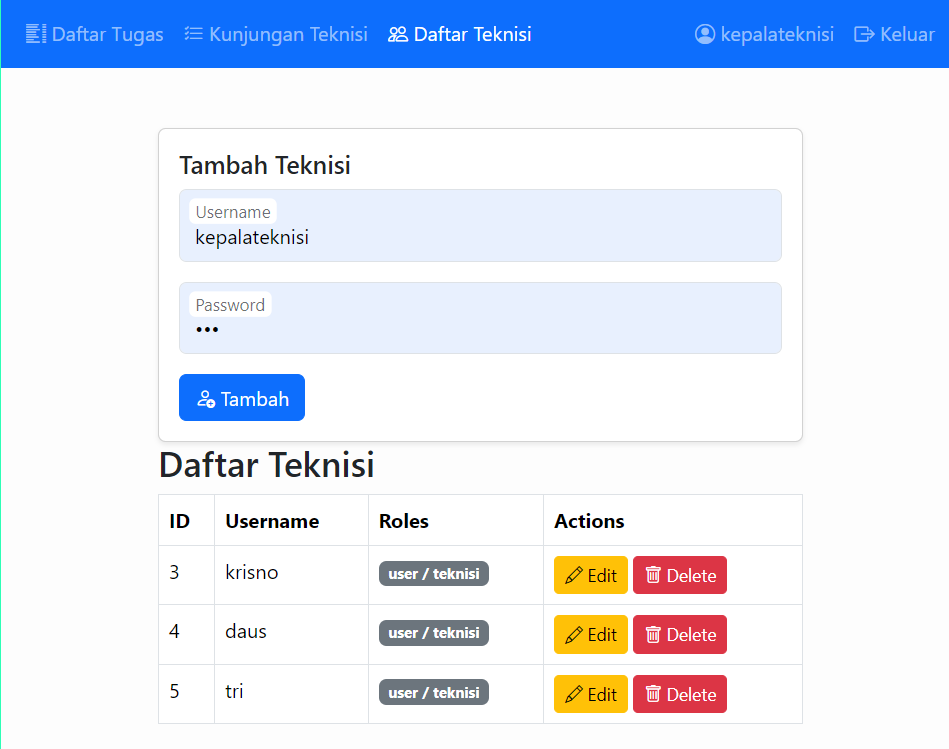 Daftar Tugas Kunjungan Teknisi Daftar Teknisi kepalateknisi Keluar
Tambah Teknisi
Username
kepalateknisi
Password
•••
Tambah
Daftar Teknisi
ID Username Roles Actions
3 krisno user / teknisi Edit Delete
4 daus user / teknisi Edit Delete
5 tri user / teknisi Edit Delete